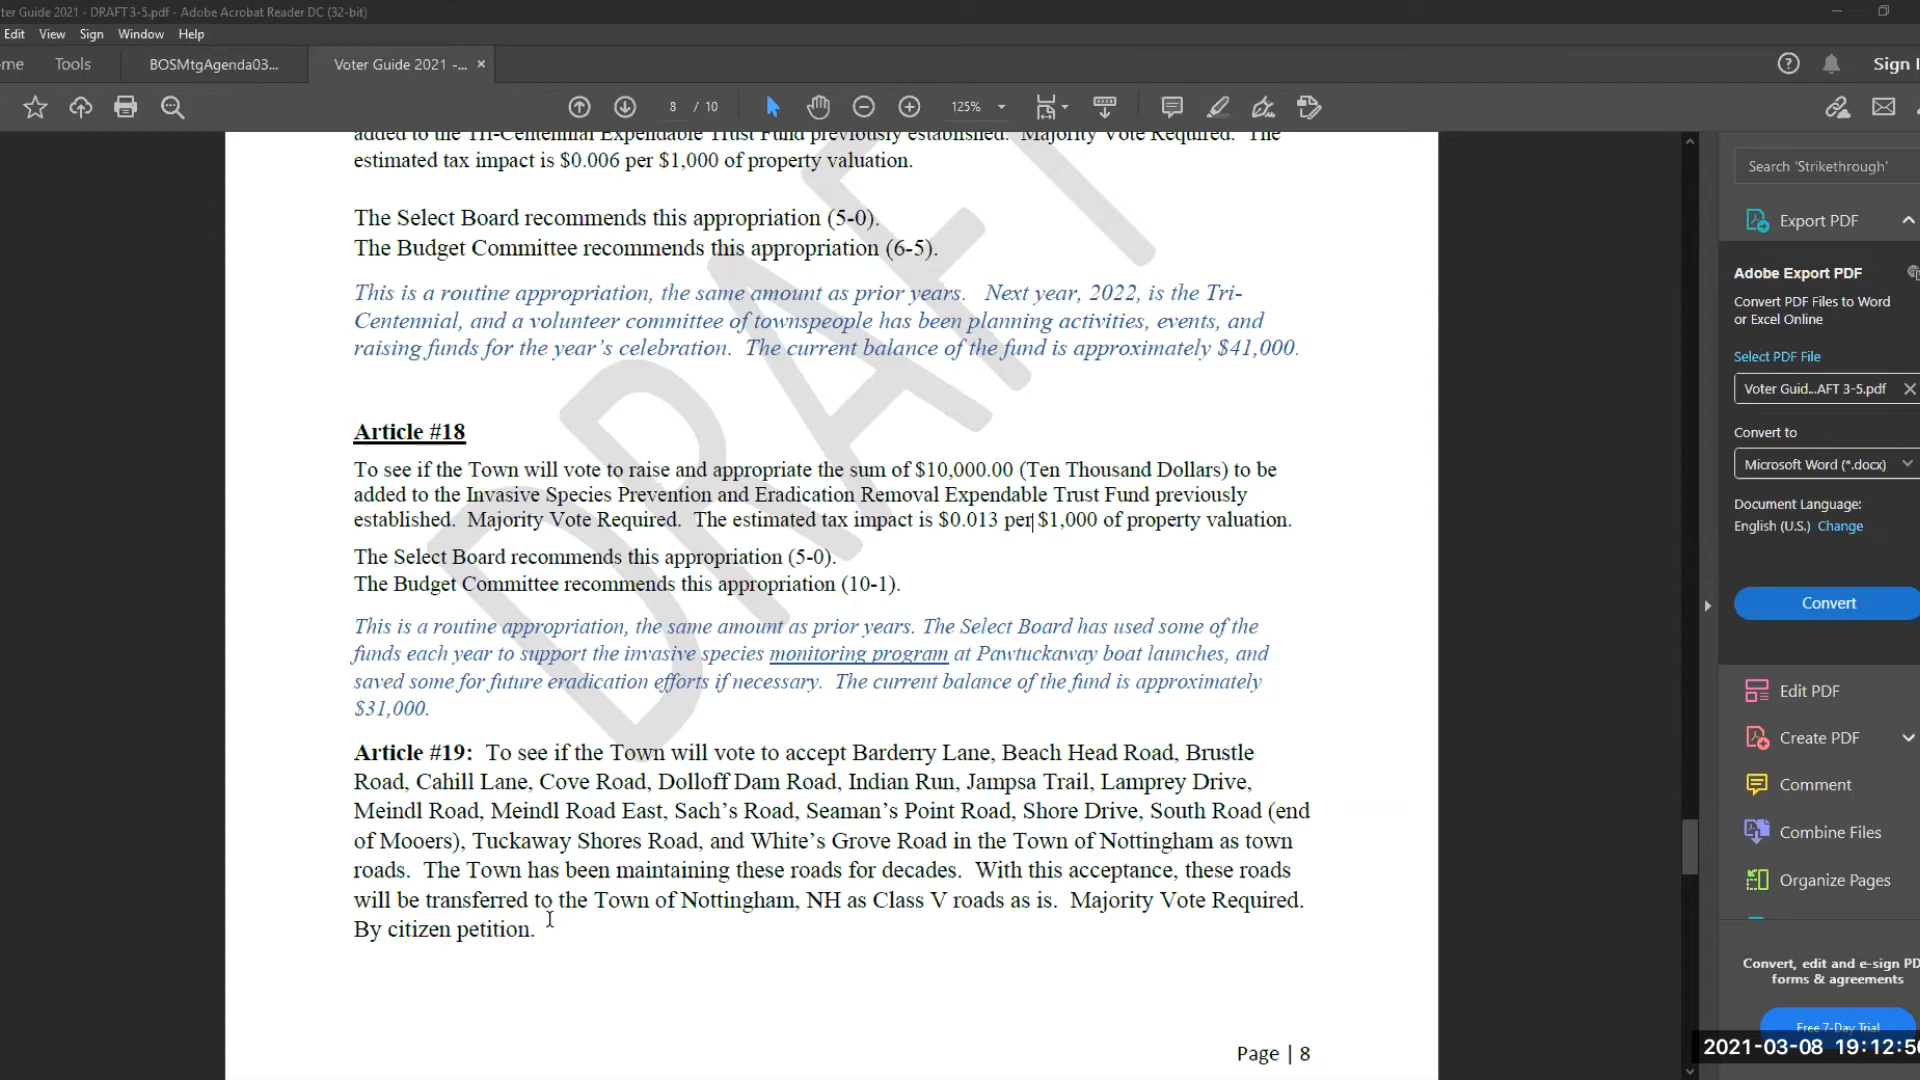 ter Guide 2021 - DRAFT 3-5.pdf - Adobe Acrobat Reader DC (32-bit)
Edit View Sign Window Help
ome Tools BOSMtgAgenda03... Voter Guide 2021 -... × Sign I
8 / 10 125%
added to the Tri-Centennial Expendable Trust Fund previously established. Majority Vote Required. The
estimated tax impact is $0.006 per $1,000 of property valuation.
The Select Board recommends this appropriation (5-0).
The Budget Committee recommends this appropriation (6-5).
This is a routine appropriation, the same amount as prior years. Next year, 2022, is the Tri-
Centennial, and a volunteer committee of townspeople has been planning activities, events, and
raising funds for the year’s celebration. The current balance of the fund is approximately $41,000.
Article #18
To see if the Town will vote to raise and appropriate the sum of $10,000.00 (Ten Thousand Dollars) to be
added to the Invasive Species Prevention and Eradication Removal Expendable Trust Fund previously
established. Majority Vote Required. The estimated tax impact is $0.013 per $1,000 of property valuation.
The Select Board recommends this appropriation (5-0).
The Budget Committee recommends this appropriation (10-1).
This is a routine appropriation, the same amount as prior years. The Select Board has used some of the
funds each year to support the invasive species monitoring program at Pawtuckaway boat launches, and
saved some for future eradication efforts if necessary. The current balance of the fund is approximately
$31,000.
Article #19: To see if the Town will vote to accept Barderry Lane, Beach Head Road, Brustle
Road, Cahill Lane, Cove Road, Dolloff Dam Road, Indian Run, Jampsa Trail, Lamprey Drive,
Meindl Road, Meindl Road East, Sach’s Road, Seaman’s Point Road, Shore Drive, South Road (end
of Mooers), Tuckaway Shores Road, and White’s Grove Road in the Town of Nottingham as town
roads. The Town has been maintaining these roads for decades. With this acceptance, these roads
will be transferred to the Town of Nottingham, NH as Class V roads as is. Majority Vote Required.
By citizen petition.
Page | 8
DRAFT
Search 'Strikethrough'
Export PDF
Adobe Export PDF
Convert PDF Files to Word
or Excel Online
Select PDF File
Voter Guid...AFT 3-5.pdf
Convert to
Microsoft Word (*.docx)
Document Language:
English (U.S.) Change
Convert
Edit PDF
Create PDF
Comment
Combine Files
Organize Pages
Convert, edit and e-sign PD
forms & agreements
Free 7-Day Trial
2021-03-08 19:12:5